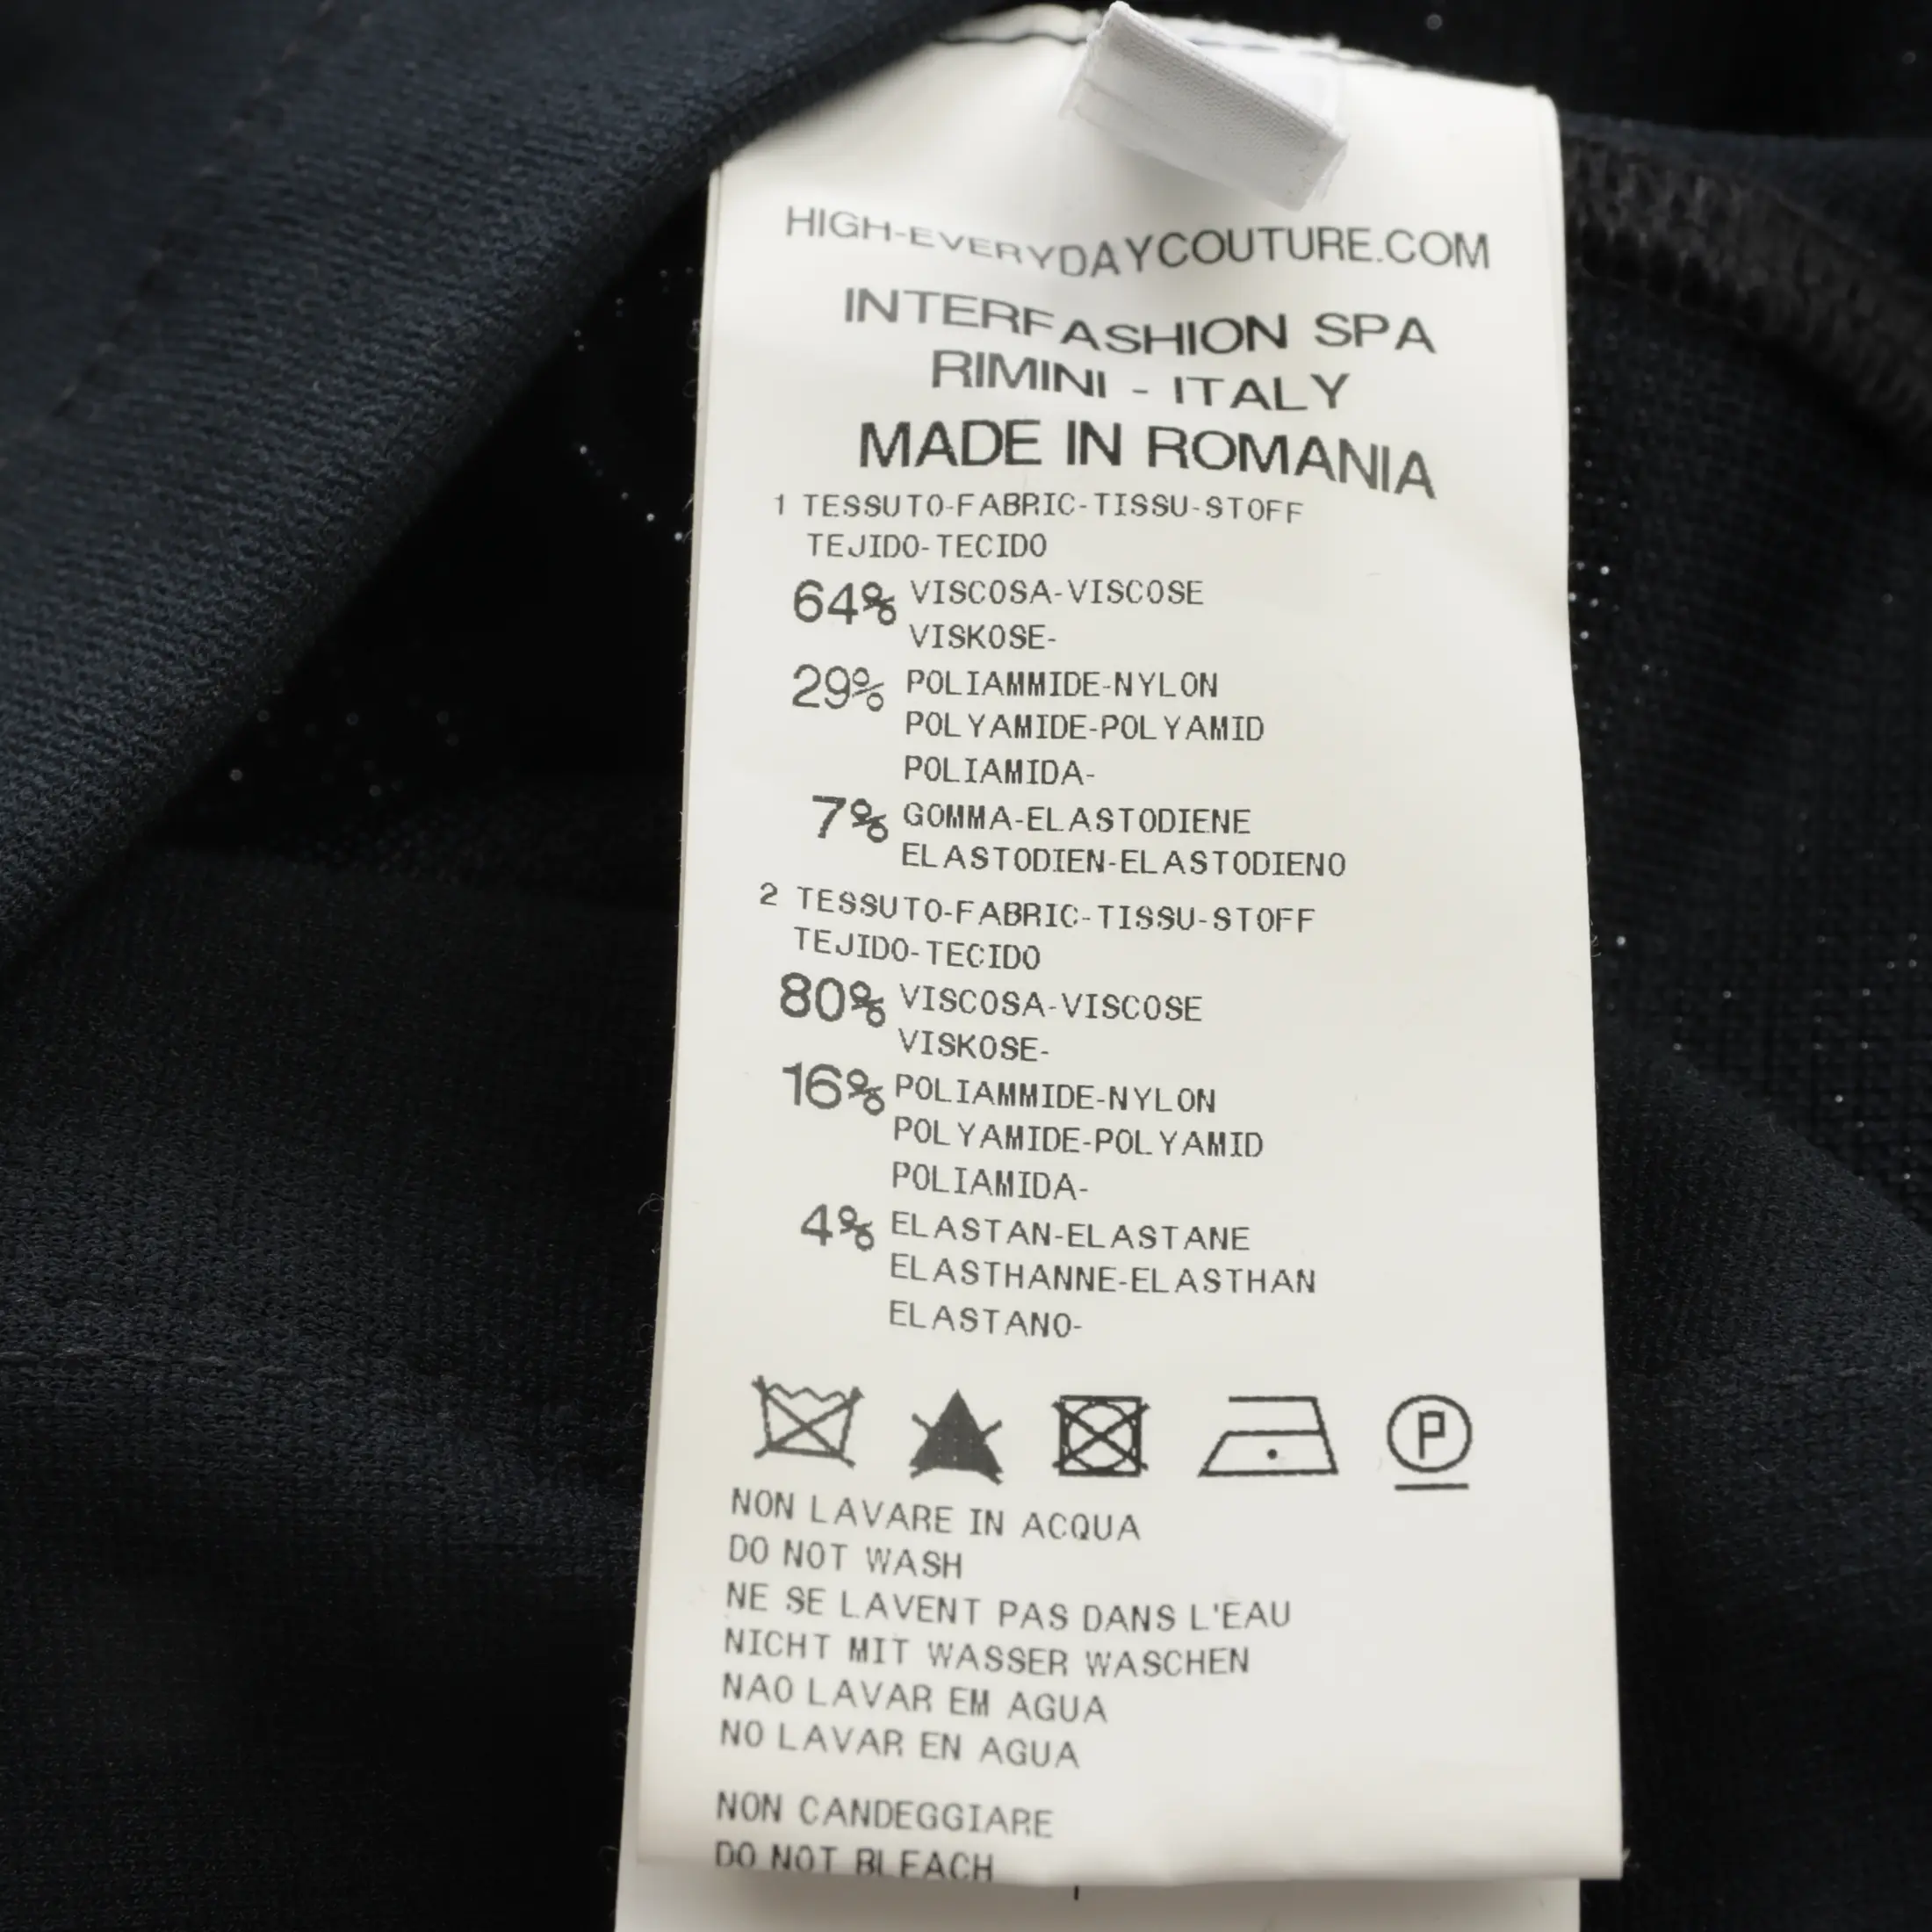 HIGH-EVERYDAYCOUTURE.COM
INTERFASHION SPA
RIMINI - ITALY
MADE IN ROMANIA
1 TESSUTO-FABRIC-TISSU-STOFF
TEJIDO-TECIDO
64% VISCOSA-VISCOSE
VISKOSE-
29% POLIAMMIDE-NYLON
POLYAMIDE-POLYAMID
POLIAMIDA-
7% GOMMA-ELASTODIENE
ELASTODIEN-ELASTODIENO
2 TESSUTO-FABRIC-TISSU-STOFF
TEJIDO-TECIDO
80% VISCOSA-VISCOSE
VISKOSE-
16% POLIAMMIDE-NYLON
POLYAMIDE-POLYAMID
POLIAMIDA-
4% ELASTAN-ELASTANE
ELASTHANNE-ELASTHAN
ELASTANO-
P
NON LAVARE IN ACQUA
DO NOT WASH
NE SE LAVENT PAS DANS L'EAU
NICHT MIT WASSER WASCHEN
NAO LAVAR EM AGUA
NO LAVAR EN AGUA
NON CANDEGGIARE
DO NOT BLEACH